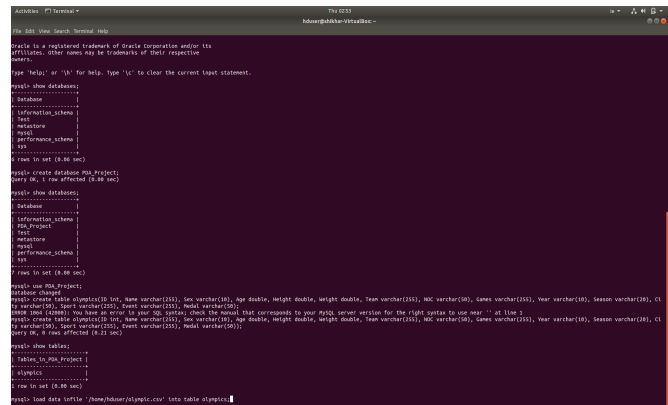 Activities Terminal Thu 02:53
hduser@shikhar-VirtualBox: ~
File Edit View Search Terminal Help
Oracle is a registered trademark of Oracle Corporation and/or its
affiliates. Other names may be trademarks of their respective
owners.
Type 'help;' or '\h' for help. Type '\c' to clear the current input statement.
mysql> show databases;
+--------------------+
| Database |
+--------------------+
| information_schema |
| Test |
| metastore |
| mysql |
| performance_schema |
| sys |
+--------------------+
6 rows in set (0.06 sec)
mysql> create database PDA_Project;
Query OK, 1 row affected (0.00 sec)
mysql> show databases;
+--------------------+
| Database |
+--------------------+
| information_schema |
| PDA_Project |
| Test |
| metastore |
| mysql |
| performance_schema |
| sys |
+--------------------+
7 rows in set (0.00 sec)
mysql> use PDA_Project;
Database changed
mysql> create table olympics(ID int, Name varchar(255), Sex varchar(10), Age double, Height double, Weight double, Team varchar(255), NOC varchar(50), Games varchar(255), Year varchar(10), Season varchar(20), Ci
ty varchar(50), Sport varchar(255), Event varchar(255), Medal varchar(50);
ERROR 1064 (42000): You have an error in your SQL syntax; check the manual that corresponds to your MySQL server version for the right syntax to use near '' at line 1
mysql> create table olympics(ID int, Name varchar(255), Sex varchar(10), Age double, Height double, Weight double, Team varchar(255), NOC varchar(50), Games varchar(255), Year varchar(10), Season varchar(20), Ci
ty varchar(50), Sport varchar(255), Event varchar(255), Medal varchar(50));
Query OK, 0 rows affected (0.21 sec)
mysql> show tables;
+-----------------------+
| Tables_in_PDA_Project |
+-----------------------+
| olympics |
+-----------------------+
1 row in set (0.00 sec)
mysql> load data infile '/home/hduser/olympic.csv' into table olympics;